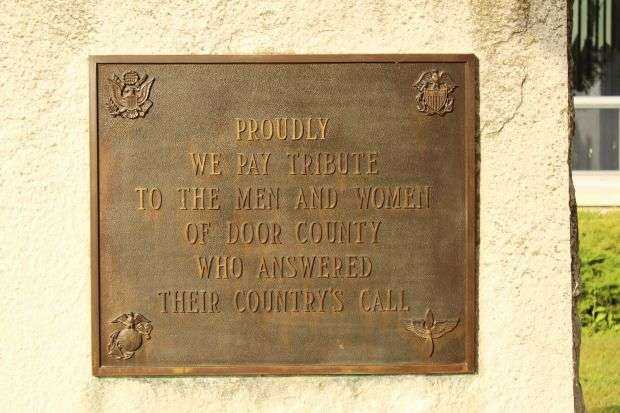 PROUDLY
WE PAY TRIBUTE
TO THE MEN AND WOMEN
OF DOOR COUNTY
WHO ANSWERED
THEIR COUNTRY'S CALL